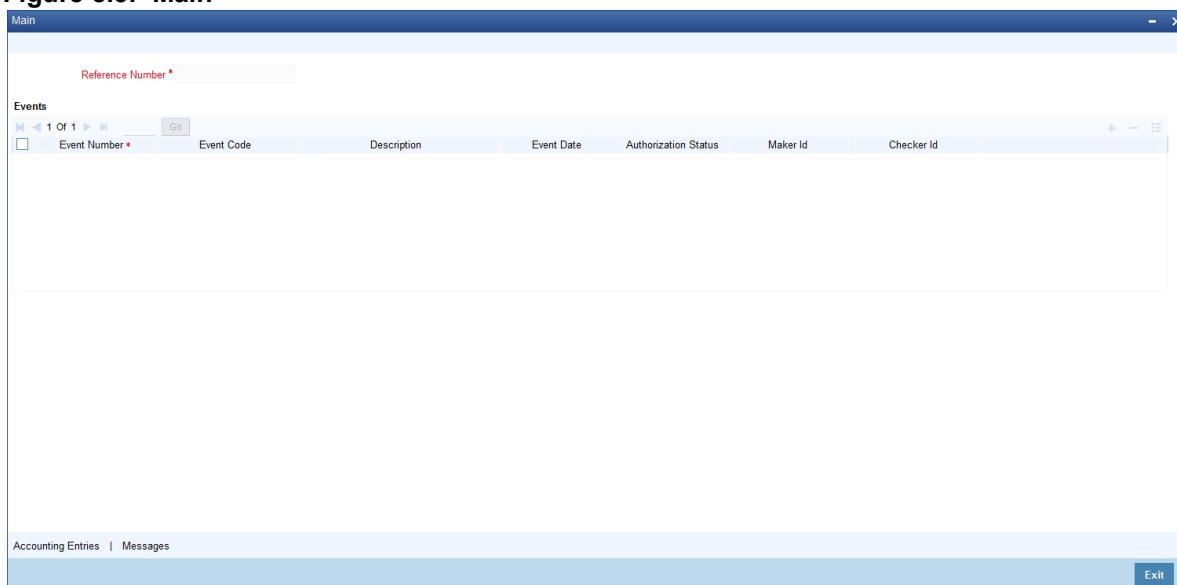 Main
Reference Number *
Events
1 Of 1 Go
Event Number * Event Code Description Event Date Authorization Status Maker Id Checker Id
Accounting Entries | Messages
Exit